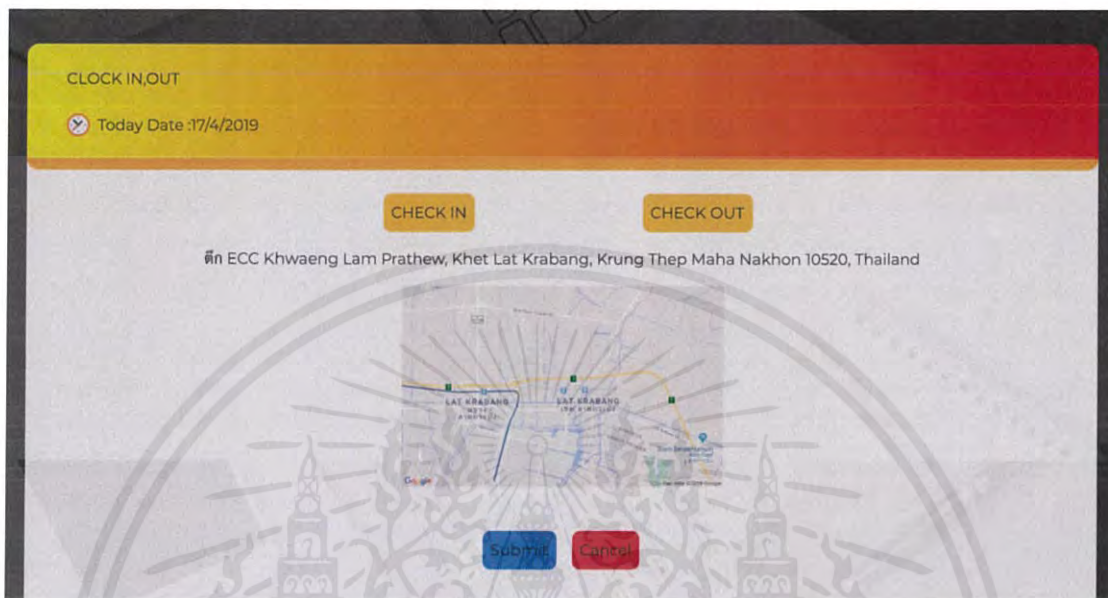 CLOCK IN,OUT
Today Date :17/4/2019
CHECK IN
CHECK OUT
ตึก ECC Khwaeng Lam Prathew, Khet Lat Krabang, Krung Thep Maha Nakhon 10520, Thailand
LAT KRABANG
LAT KRABANG
Google
Submit
Cancel